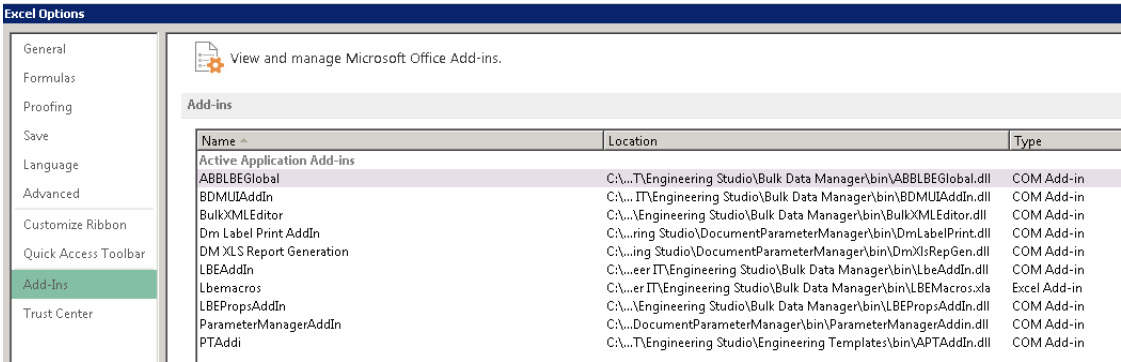 Excel Options
General
Formulas
Proofing
Save
Language
Advanced
Customize Ribbon
Quick Access Toolbar
Add-Ins
Trust Center
View and manage Microsoft Office Add-ins.
Add-ins
Name Location Type
Active Application Add-ins
ABBLBEGlobal C:\...T\Engineering Studio\Bulk Data Manager\bin\ABBLBEGlobal.dll COM Add-in
BDMUIAddIn C:\... IT\Engineering Studio\Bulk Data Manager\bin\BDMUIAddIn.dll COM Add-in
BulkXMLEditor C:\...\Engineering Studio\Bulk Data Manager\bin\BulkXMLEditor.dll COM Add-in
Dm Label Print AddIn C:\...ring Studio\DocumentParameterManager\bin\DmLabelPrint.dll COM Add-in
DM XLS Report Generation C:\...ing Studio\DocumentParameterManager\bin\DmXlsRepGen.dll COM Add-in
LBEAddIn C:\...eer IT\Engineering Studio\Bulk Data Manager\bin\LbeAddIn.dll COM Add-in
Lbemacros C:\...er IT\Engineering Studio\Bulk Data Manager\bin\LBEMacros.xla Excel Add-in
LBEPropsAddIn C:\...\Engineering Studio\Bulk Data Manager\bin\LBEPropsAddIn.dll COM Add-in
ParameterManagerAddIn C:\...DocumentParameterManager\bin\ParameterManagerAddin.dll COM Add-in
PTAddi C:\...T\Engineering Studio\Engineering Templates\bin\APTAddIn.dll COM Add-in